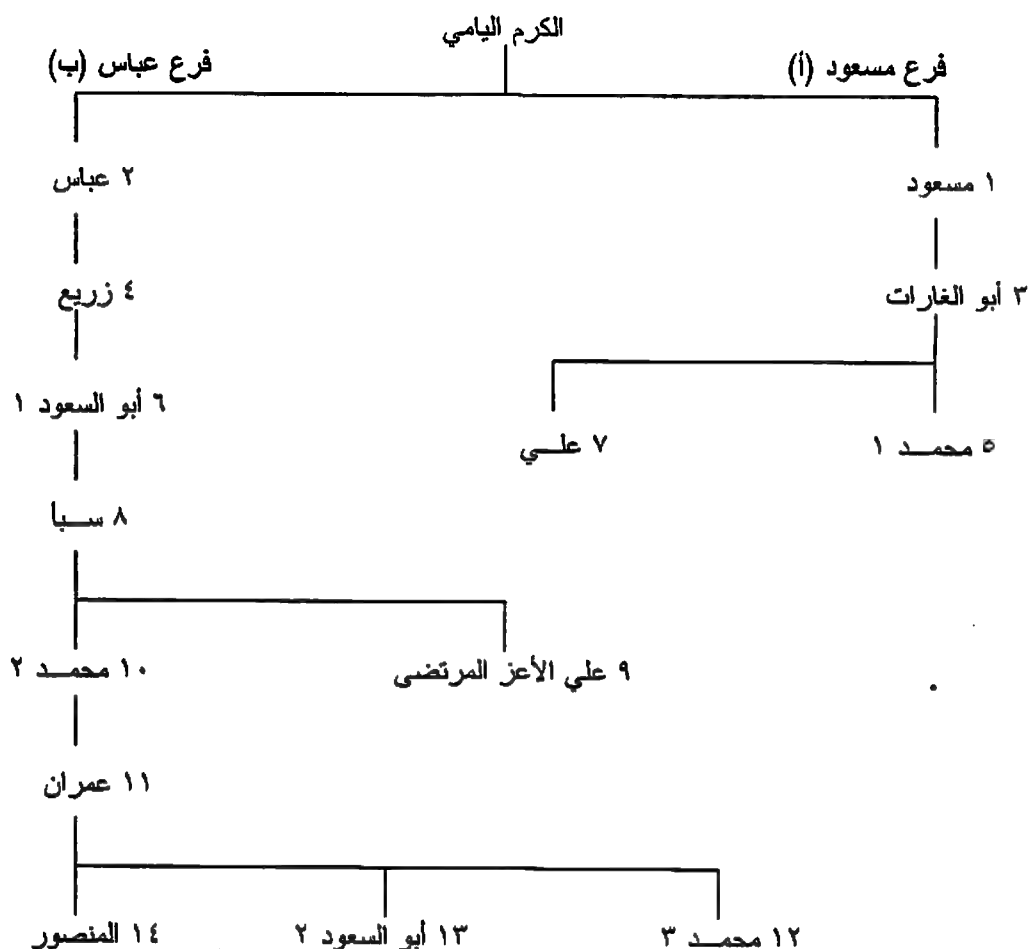 الكرم اليامي
فرع مسعود (أ) فرع عباس (ب)
١ مسعود ٢ عباس
٣ أبو الغارات ٤ زريع
٦ أبو السعود ١
٥ محمد ١ ٧ علي
٨ سبأ
٩ علي الأعز المرتضى ١٠ محمد ٢
١١ عمران
١٢ محمد ٣ ١٣ أبو السعود ٢ ١٤ المنصور